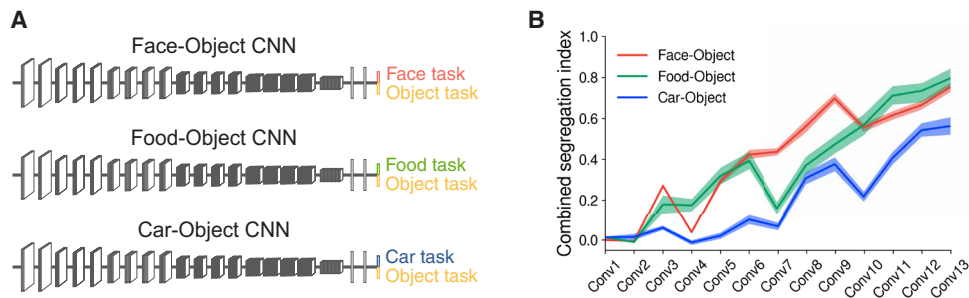 A
Face-Object CNN
Face task
Object task
Food-Object CNN
Food task
Object task
Car-Object CNN
Car task
Object task
B
Combined segregation index
1.0
0.8
0.6
0.4
0.2
0.0
Face-Object
Food-Object
Car-Object
Conv1
Conv2
Conv3
Conv4
Conv5
Conv6
Conv7
Conv8
Conv9
Conv10
Conv11
Conv12
Conv13